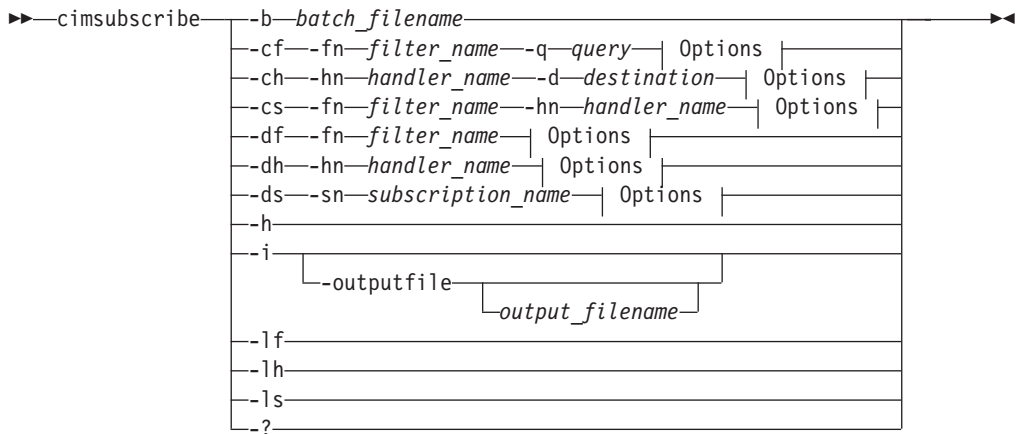 cimsubscribe -b batch_filename
-cf -fn filter_name -q query Options
-ch -hn handler_name -d destination Options
-cs -fn filter_name -hn handler_name Options
-df -fn filter_name Options
-dh -hn handler_name Options
-ds -sn subscription_name Options
-h
-i
-outputfile
output_filename
-lf
-lh
-ls
-?